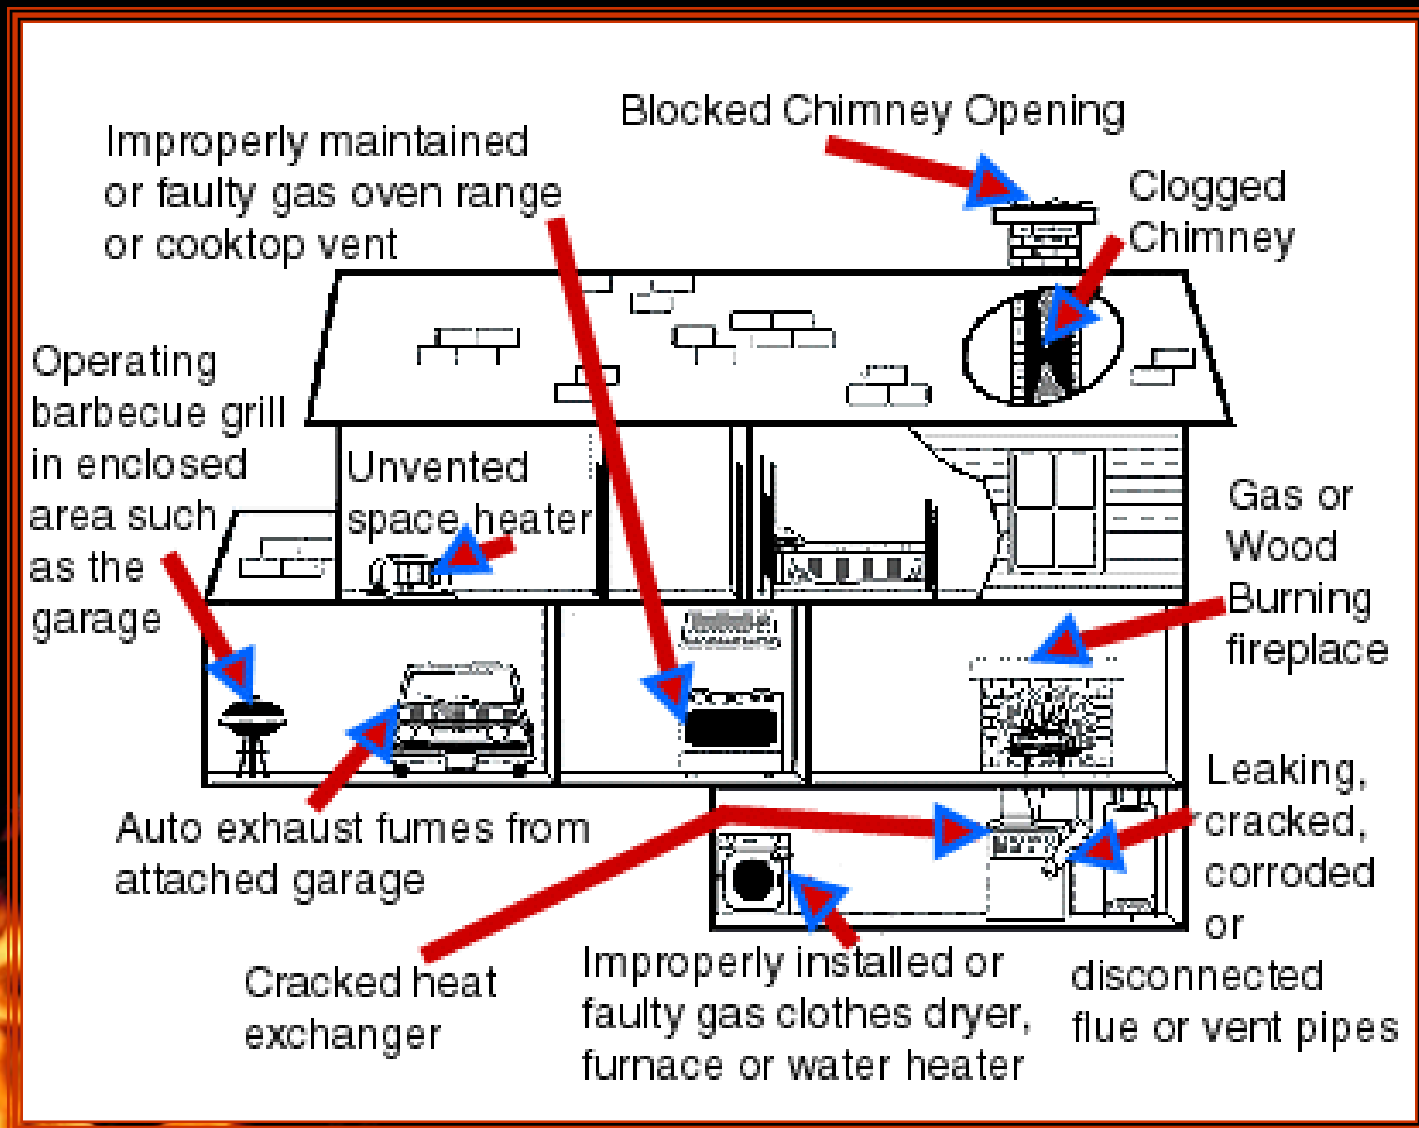 Blocked Chimney Opening
Improperly maintained
or faulty gas oven range
or cooktop vent
Clogged
Chimney
Operating
barbecue grill
in enclosed
area such
as the
garage
Unvented
space heater
Gas or
Wood
Burning
fireplace
Leaking,
cracked,
corroded
or
disconnected
flue or vent pipes
Auto exhaust fumes from
attached garage
Cracked heat
exchanger
Improperly installed or
faulty gas clothes dryer,
furnace or water heater